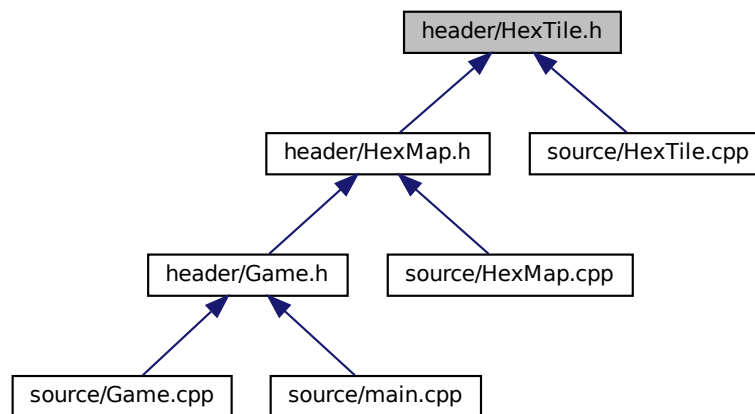 header/HexTile.h
header/HexMap.h
source/HexTile.cpp
header/Game.h
source/HexMap.cpp
source/Game.cpp
source/main.cpp